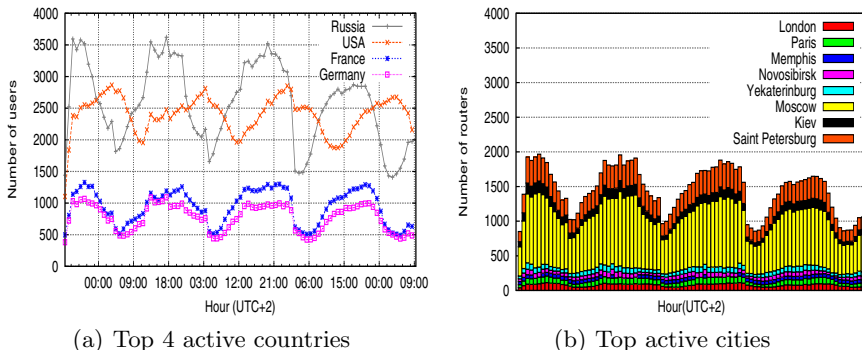 4000
3500
3000
2500
2000
1500
1000
500
0
Number of users
Russia
USA
France
Germany
00:00 09:00 18:00 03:00 12:00 21:00 06:00 15:00 00:00 09:00
Hour (UTC+2)
(a) Top 4 active countries
4000
3500
3000
2500
2000
1500
1000
500
0
Number of routers
London
Paris
Memphis
Novosibirsk
Yekaterinburg
Moscow
Kiev
Saint Petersburg
Hour(UTC+2)
(b) Top active cities